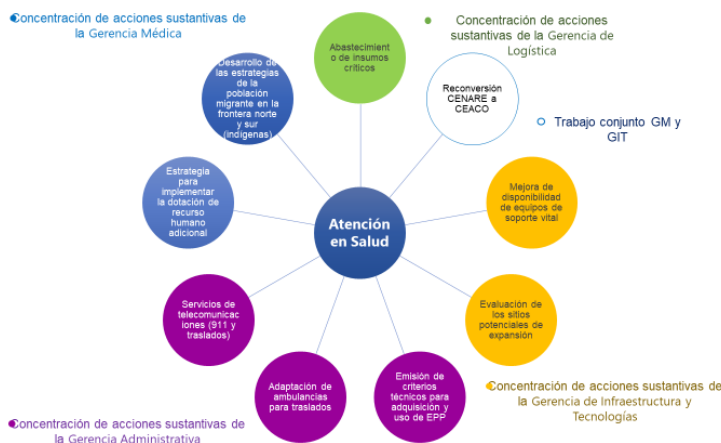 Concentración de acciones sustantivas de
la Gerencia Médica
Concentración de acciones
sustantivas de la Gerencia de
Logística
Abastecimient
o de insumos
críticos
Desarrollo de
las estrategias
de la
población
migrante en la
frontera norte
y sur
(indígenas)
Reconversión
CENARE a
CEACO
Trabajo conjunto GM y
GIT
Estrategia
para
implementar
la dotación de
recurso
humano
adicional
Atención
en Salud
Mejora de
disponibilidad
de equipos de
soporte vital
Servicios de
telecomunicac
iones (911 y
traslados)
Evaluación de
los sitios
potenciales de
expansión
Adaptación de
ambulancias
para traslados
Emisión de
criterios
técnicos para
adquisición y
uso de EPP
Concentración de acciones sustantivas de
la Gerencia de Infraestructura y
Tecnologías
Concentración de acciones sustantivas de
la Gerencia Administrativa